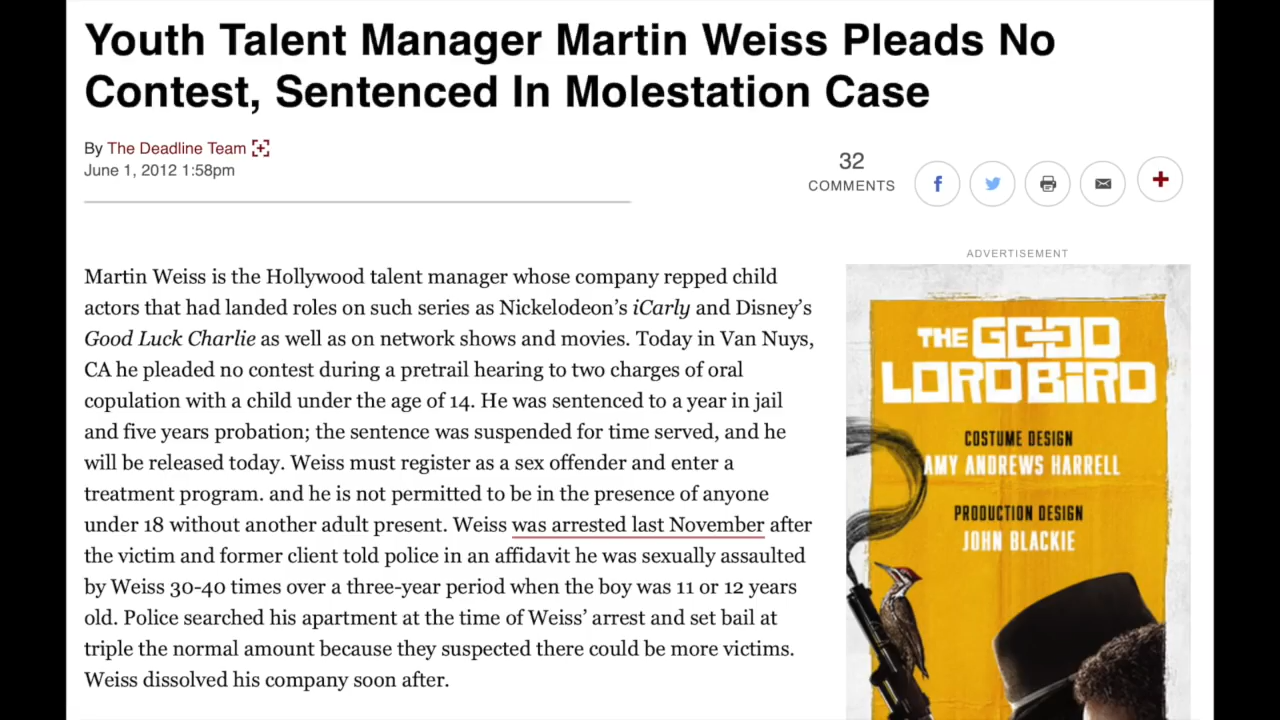 Youth Talent Manager Martin Weiss Pleads No
Contest, Sentenced In Molestation Case
By The Deadline Team
June 1, 2012 1:58pm
32
COMMENTS
ADVERTISEMENT
Martin Weiss is the Hollywood talent manager whose company repped child
actors that had landed roles on such series as Nickelodeon's iCarly and Disney's
Good Luck Charlie as well as on network shows and movies. Today in Van Nuys,
CA he pleaded no contest during a pretrail hearing to two charges of oral
copulation with a child under the age of 14. He was sentenced to a year in jail
and five years probation; the sentence was suspended for time served, and he
will be released today. Weiss must register as a sex offender and enter a
treatment program. and he is not permitted to be in the presence of anyone
under 18 without another adult present. Weiss was arrested last November after
the victim and former client told police in an affidavit he was sexually assaulted
by Weiss 30-40 times over a three-year period when the boy was 11 or 12 years
old. Police searched his apartment at the time of Weiss' arrest and set bail at
triple the normal amount because they suspected there could be more victims.
Weiss dissolved his company soon after.
THE GOOD
LORD BIRD
COSTUME DESIGN
AMY ANDREWS HARRELL
PRODUCTION DESIGN
JOHN BLACKIE